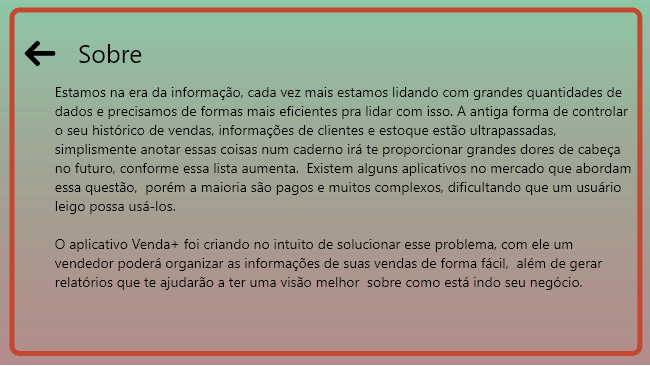 Sobre
Estamos na era da informação, cada vez mais estamos lidando com grandes quantidades de
dados e precisamos de formas mais eficientes pra lidar com isso. A antiga forma de controlar
o seu histórico de vendas, informações de clientes e estoque estão ultrapassadas,
simplismente anotar essas coisas num caderno irá te proporcionar grandes dores de cabeça
no futuro, conforme essa lista aumenta.  Existem alguns aplicativos no mercado que abordam
essa questão,  porém a maioria são pagos e muitos complexos, dificultando que um usuário
leigo possa usá-los.
O aplicativo Venda+ foi criando no intuito de solucionar esse problema, com ele um
vendedor poderá organizar as informações de suas vendas de forma fácil,  além de gerar
relatórios que te ajudarão a ter uma visão melhor  sobre como está indo seu negócio.